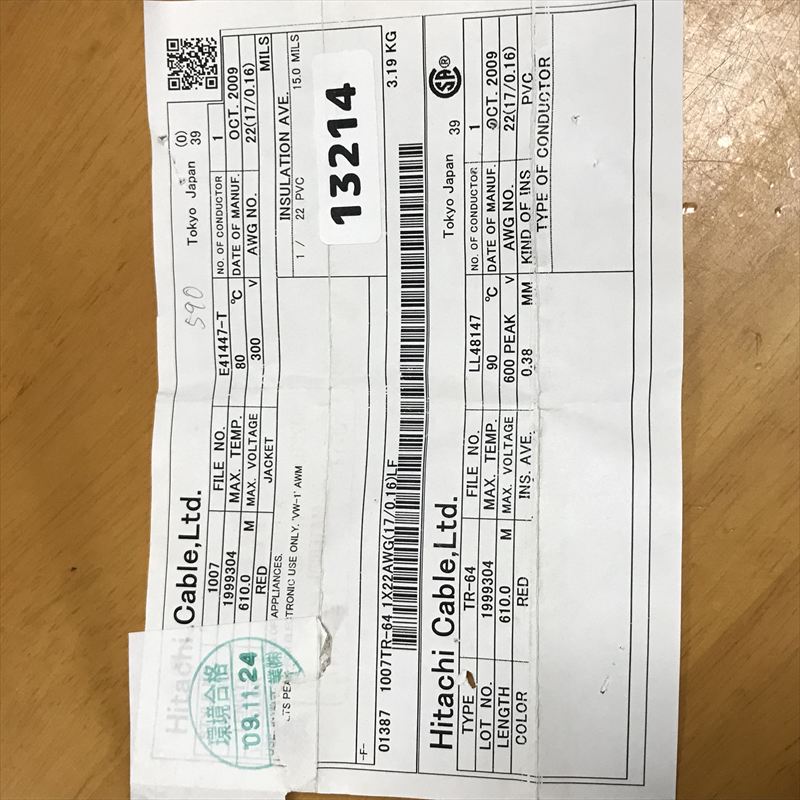 590
Hitachi Cable,Ltd. Tokyo Japan (0) 39
1007 FILE NO. E41447-T NO. OF CONDUCTOR 1
1999304 MAX. TEMP. 80 ℃ DATE OF MANUF. OCT. 2009
610.0 M MAX. VOLTAGE 300 V AWG NO. 22(17/0.16)
RED JACKET MILS
APPLIANCES. INSULATION AVE.
1 / 22 PVC 15.0 MILS
USE ONLY. 'VW-1' AWM
LTS PEAK
環境合格
'09.11.24
業㈱
13214
-F- 3.19 KG
01387 1007TR-64 1X22AWG(17/0.16)LF
Hitachi Cable,Ltd. Tokyo Japan 39 SA®
TYPE TR-64 FILE NO. LL48147 NO. OF CONDUCTOR 1
LOT NO. 1999304 MAX. TEMP. 90 ℃ DATE OF MANUF. OCT. 2009
LENGTH 610.0 M MAX. VOLTAGE 600 PEAK V AWG NO. 22(17/0.16)
COLOR RED INS. AVE. 0.38 MM KIND OF INS PVC
TYPE OF CONDUCTOR